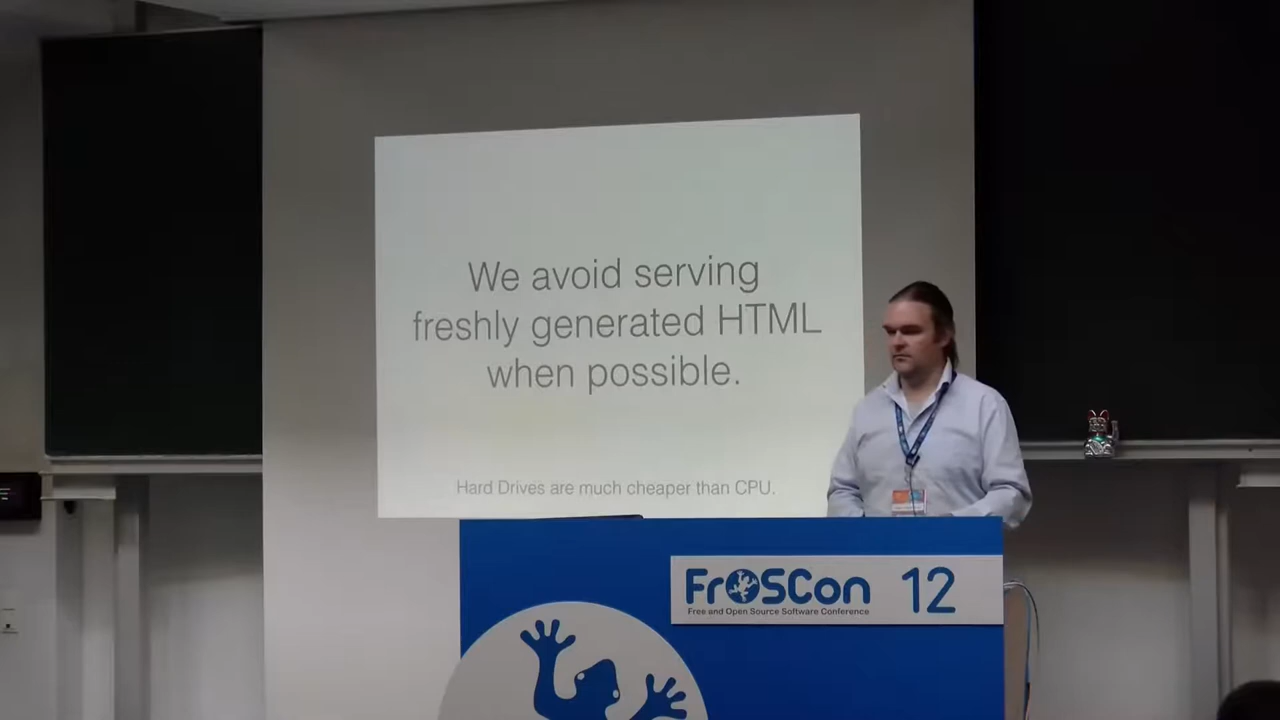 We avoid serving
freshly generated HTML
when possible.
Hard Drives are much cheaper than CPU.
FrOSCon 12
Free and Open Source Software Conference